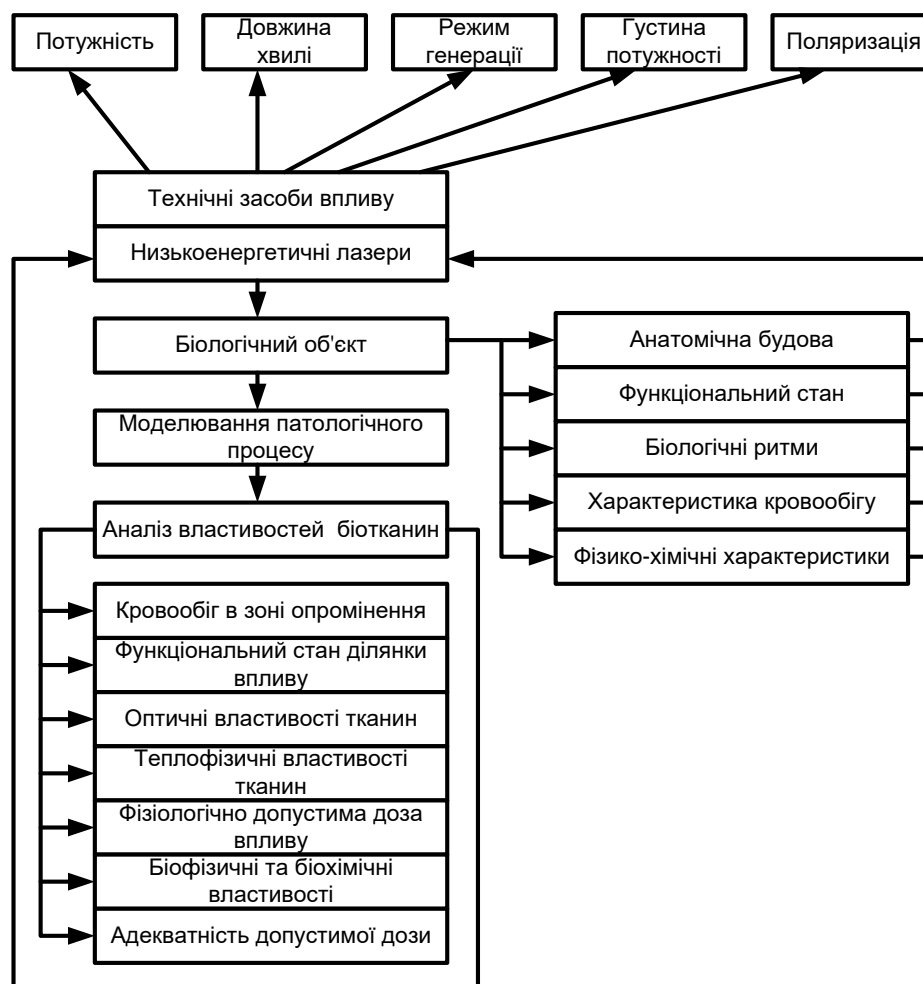 Потужність
Довжина
хвилі
Режим
генерації
Густина
потужності
Поляризація
Технічні засоби впливу
Низькоенергетичні лазери
Біологічний об'єкт
Моделювання патологічного
процесу
Аналіз властивостей біотканин
Анатомічна будова
Функціональний стан
Біологічні ритми
Характеристика кровообігу
Фізико-хімічні характеристики
Кровообіг в зоні опромінення
Функціональний стан ділянки
впливу
Оптичні властивості тканин
Теплофізичні властивості
тканин
Фізіологічно допустима доза
впливу
Біофізичні та біохімічні
властивості
Адекватність допустимої дози